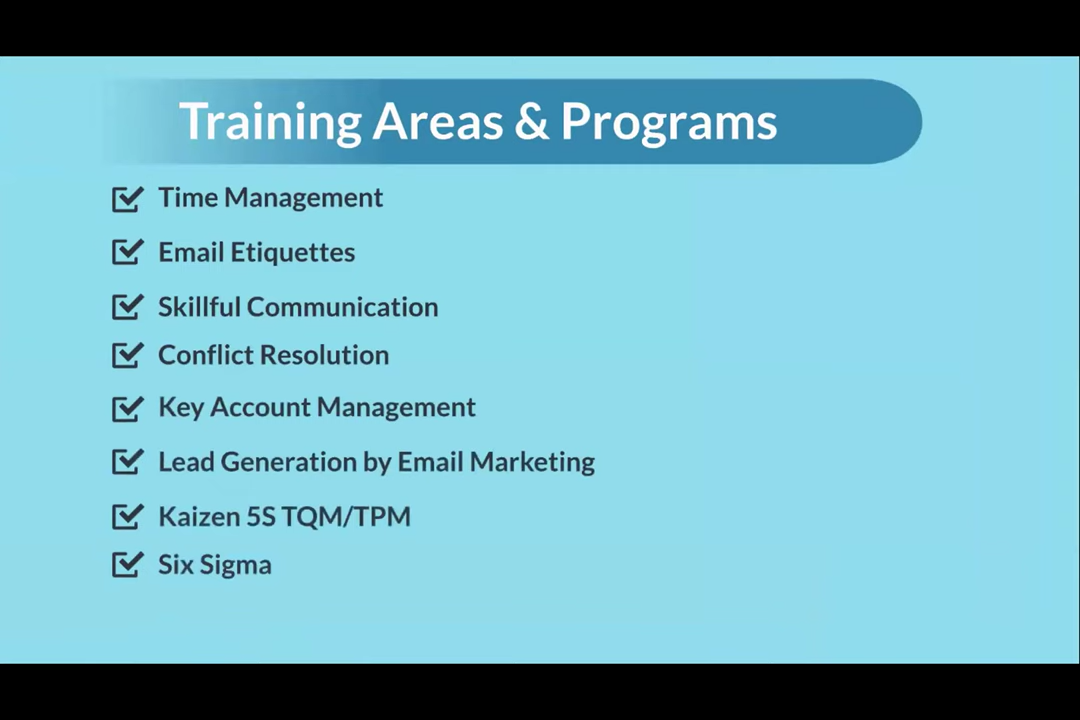 Training Areas & Programs
Time Management
Email Etiquettes
Skillful Communication
Conflict Resolution
Key Account Management
Lead Generation by Email Marketing
Kaizen 5S TQM/TPM
Six Sigma